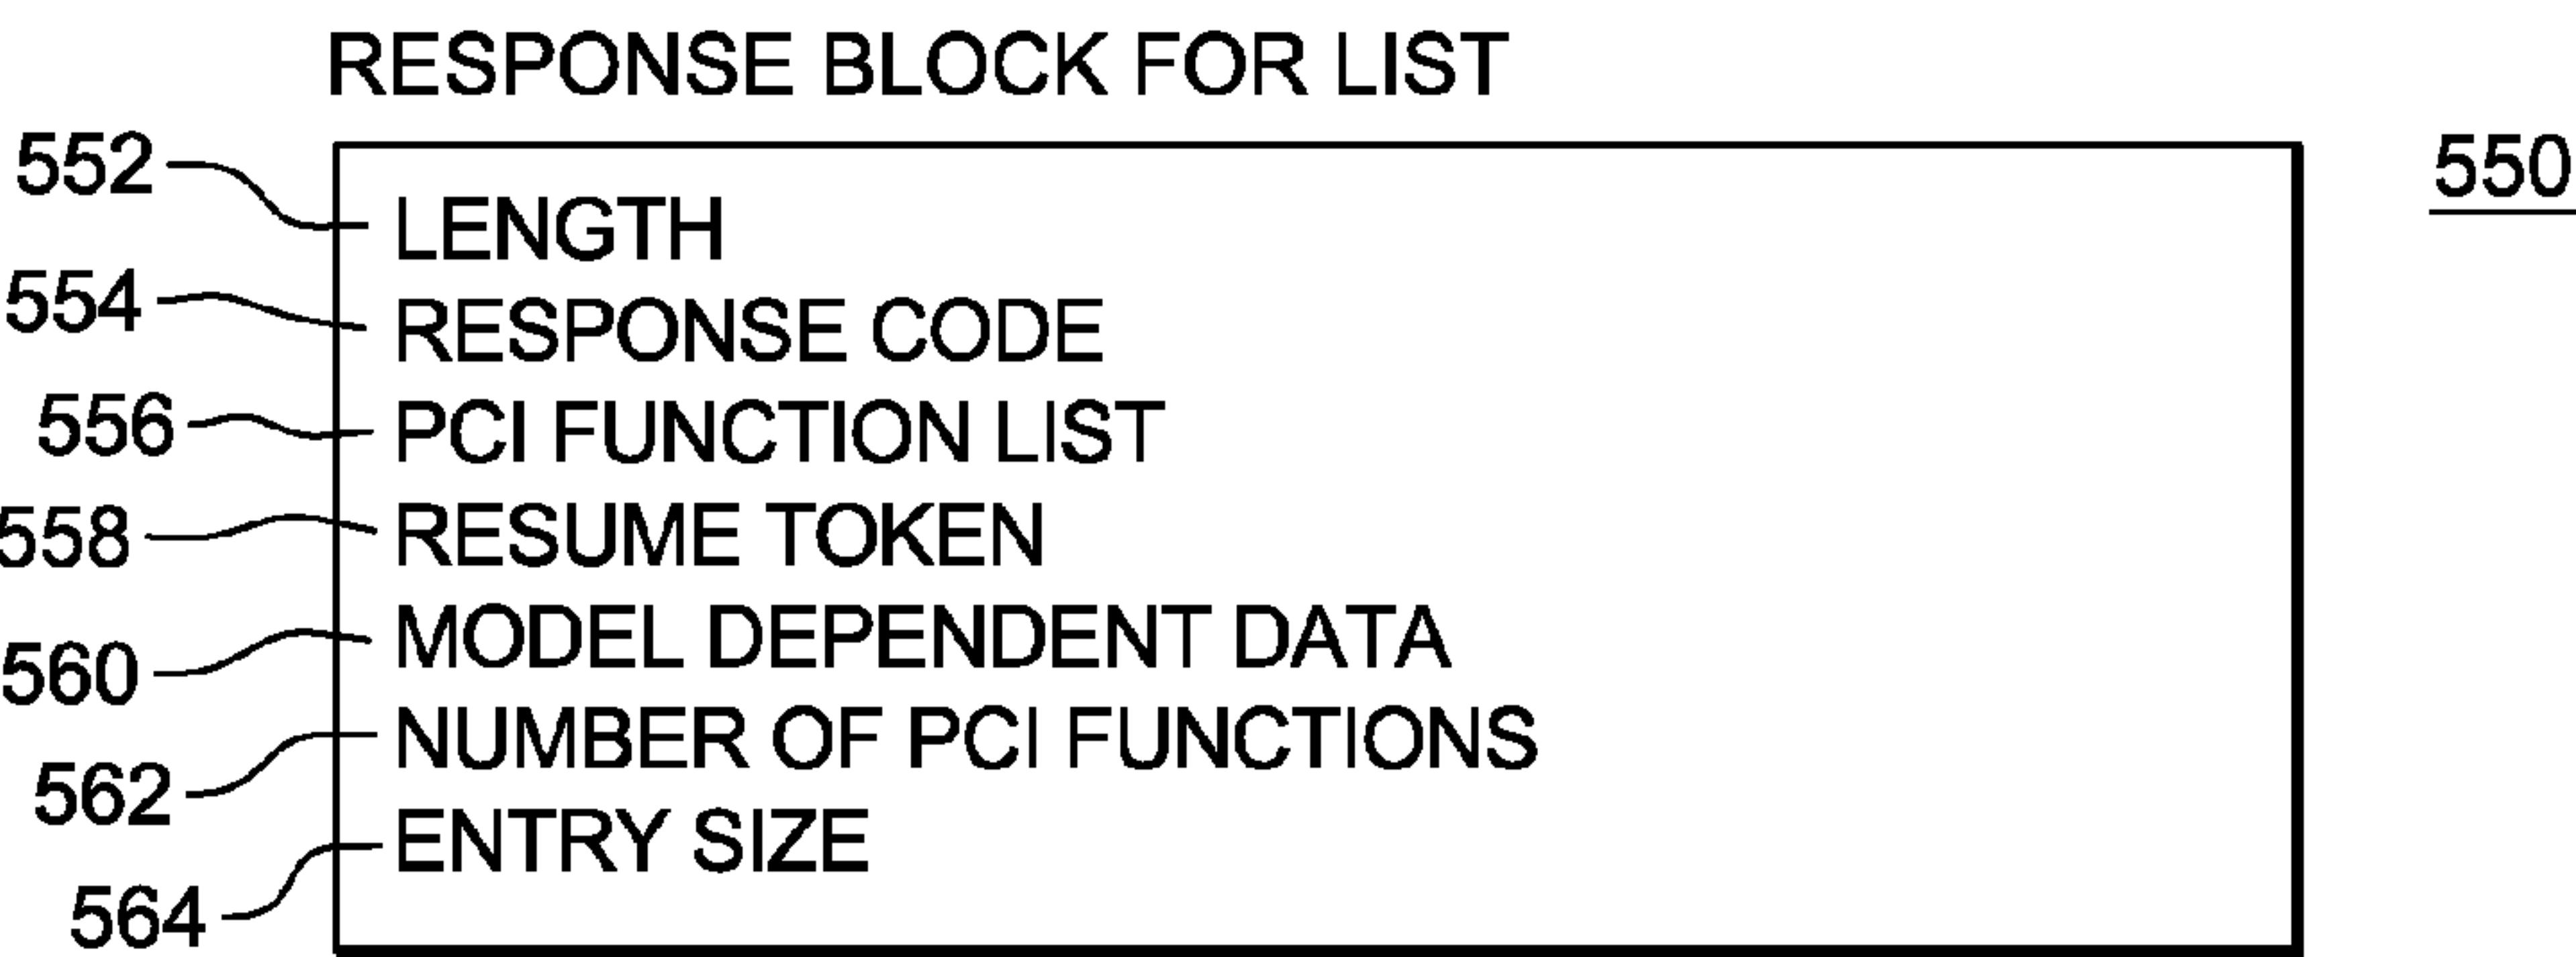 RESPONSE BLOCK FOR LIST
550
552 LENGTH
554 RESPONSE CODE
556 PCI FUNCTION LIST
558 RESUME TOKEN
560 MODEL DEPENDENT DATA
562 NUMBER OF PCI FUNCTIONS
564 ENTRY SIZE